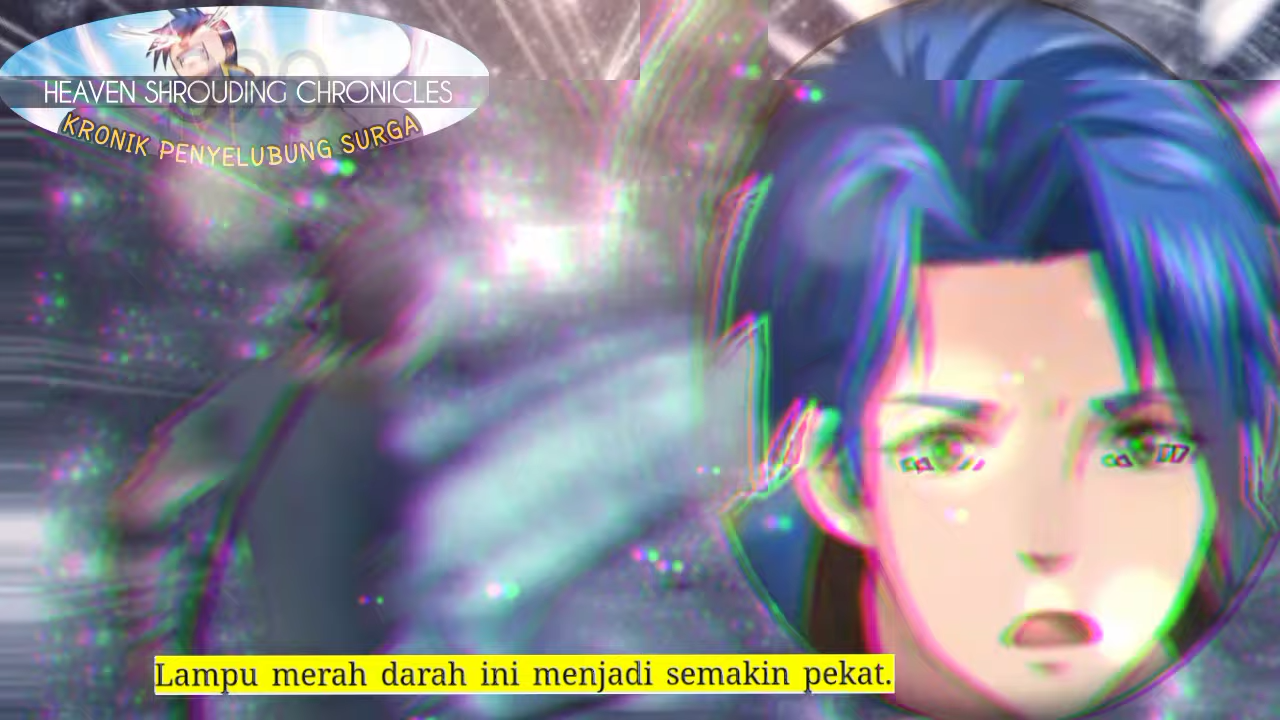 HEAVEN SHROUDING CHRONICLES
KRONIK PENYELUBUNG SURGA
Lampu merah darah ini menjadi semakin pekat.